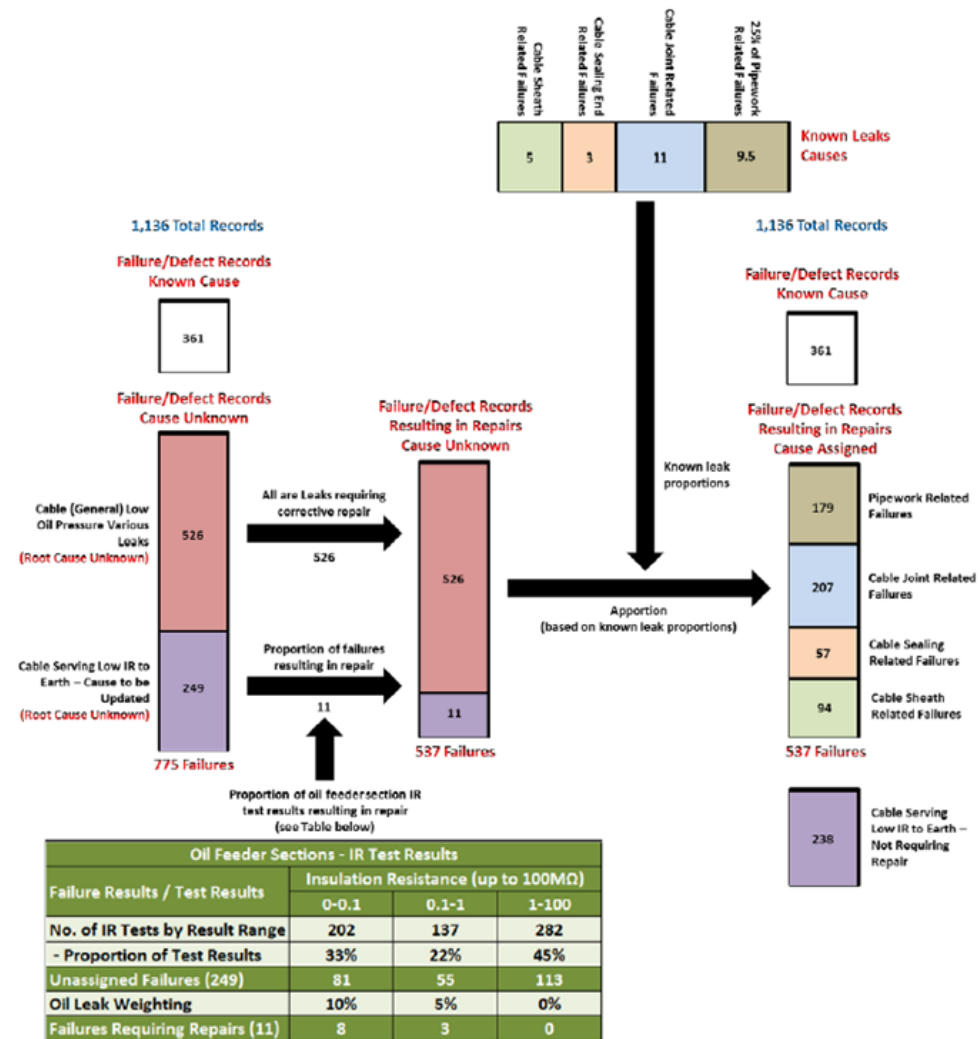 Cable Sheath
Related Failures
Cable Sealing End
Related Failures
Cable Joint Related
Failures
25% of Pipework
Related Failures
5
3
11
9.5
Known Leaks
Causes
1,136 Total Records
Failure/Defect Records
Known Cause
361
Failure/Defect Records
Cause Unknown
Cable (General) Low
Oil Pressure Various
Leaks
(Root Cause Unknown)
526
Cable Serving Low IR to
Earth – Cause to be
Updated
(Root Cause Unknown)
249
775 Failures
All are Leaks requiring
corrective repair
526
Proportion of failures
resulting in repair
11
Proportion of oil feeder section IR
test results resulting in repair
(see Table below)
Failure/Defect Records
Resulting in Repairs
Cause Unknown
526
11
537 Failures
Known leak
proportions
Apportion
(based on known leak proportions)
1,136 Total Records
Failure/Defect Records
Known Cause
361
Failure/Defect Records
Resulting in Repairs
Cause Assigned
179
Pipework Related
Failures
207
Cable Joint Related
Failures
57
Cable Sealing
Related Failures
94
Cable Sheath
Related Failures
537 Failures
238
Cable Serving
Low IR to Earth –
Not Requiring
Repair
Oil Feeder Sections - IR Test Results
Failure Results / Test Results
Insulation Resistance (up to 100MΩ)
0-0.1 0.1-1 1-100
No. of IR Tests by Result Range 202 137 282
- Proportion of Test Results 33% 22% 45%
Unassigned Failures (249) 81 55 113
Oil Leak Weighting 10% 5% 0%
Failures Requiring Repairs (11) 8 3 0